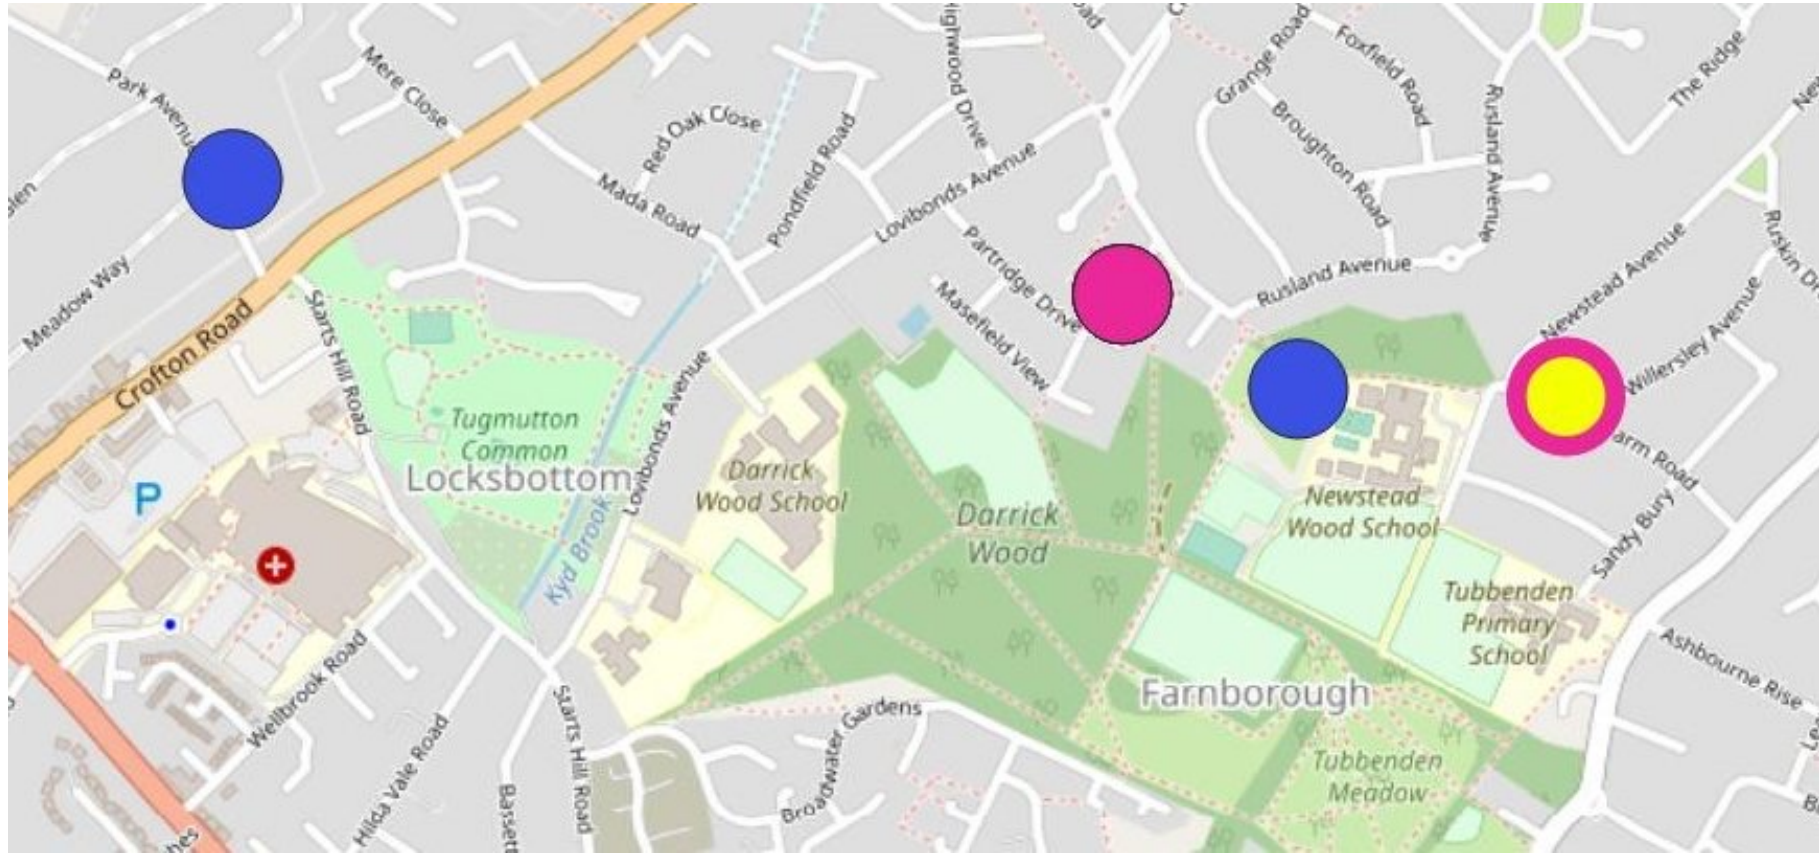 Park Avenue
Mere Close
Highwood Drive
Grange Road
Foxfield Road
The Ridge
Red Oak Close
Pondfield Road
Broughton Road
Rusland Avenue
Mada Road
Lovibonds Avenue
Partridge Drive
Rusland Avenue
Newstead Avenue
Ruskin
Meadow Way
Crofton Road
Starts Hill Road
Masefield View
Willersley Avenue
Tugmutton
Common
Locksbottom
Lovibonds Avenue
Kyd Brook
Darrick
Wood School
Darrick
Wood
Newstead
Wood School
arm Road
Sandy Bury
P
Tubbenden
Primary
School
Ashbourne Rise
Wellbrook Road
Hilda Vale Road
Starts Hill Road
Bassett
Broadwater Gardens
Farnborough
Tubbenden
Meadow